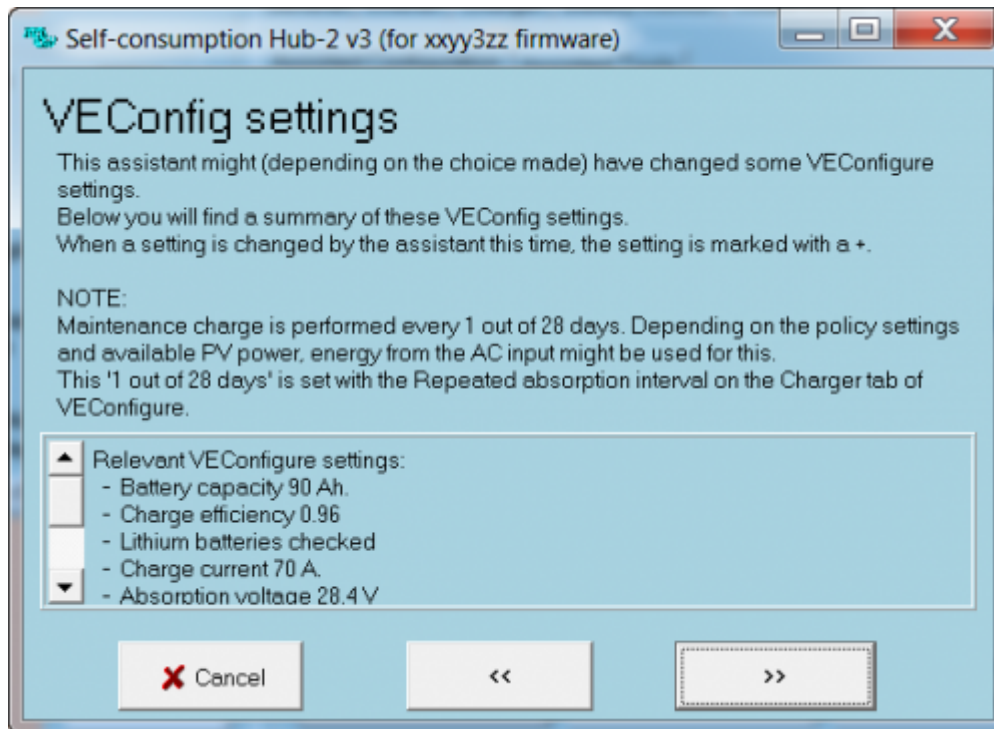 Self-consumption Hub-2 v3 (for xxyy3zz firmware)
VEConfig settings
This assistant might (depending on the choice made) have changed some VEConfigure
settings.
Below you will find a summary of these VEConfig settings.
When a setting is changed by the assistant this time, the setting is marked with a +.
NOTE:
Maintenance charge is performed every 1 out of 28 days. Depending on the policy settings
and available PV power, energy from the AC input might be used for this.
This '1 out of 28 days' is set with the Repeated absorption interval on the Charger tab of
VEConfigure.
Relevant VEConfigure settings:
- Battery capacity 90 Ah.
- Charge efficiency 0.96
- Lithium batteries checked
- Charge current 70 A.
- Absorption voltage 28.4 V
Cancel
<<
>>